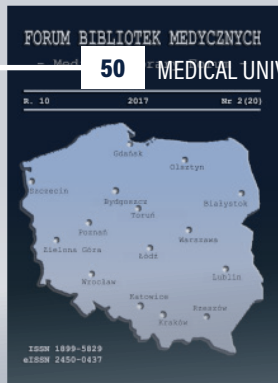 FORUM BIBLIOTEK MEDYCZNYCH
50 MEDICAL UNIV
R. 10 2017 Nr 2(20)
Gdańsk
Olsztyn
Szczecin
Bydgoszcz
Białystok
Toruń
Poznań
Warszawa
Zielona Góra
Łódź
Lublin
Wrocław
Katowice
Rzeszów
Kraków
ISSN 1899-5829
eISSN 2450-0437